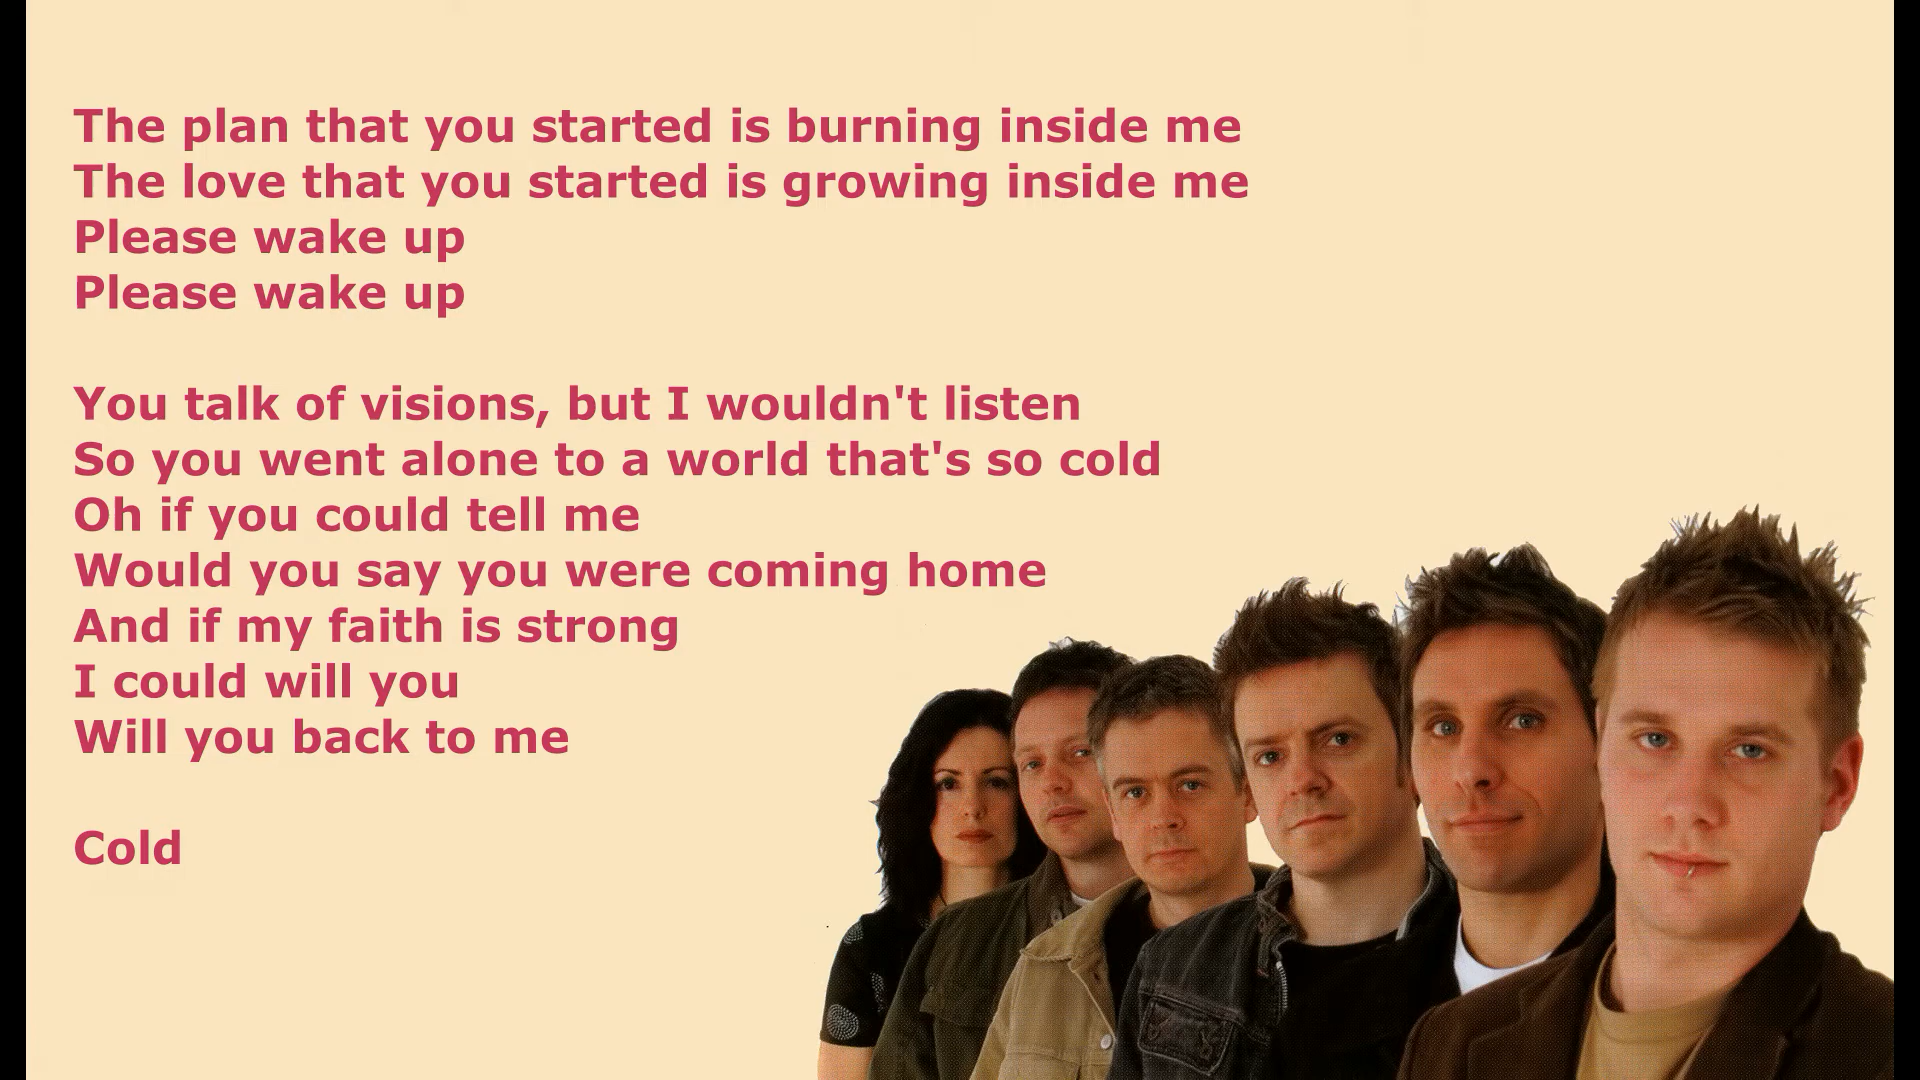 The plan that you started is burning inside me
The love that you started is growing inside me
Please wake up
Please wake up
You talk of visions, but I wouldn't listen
So you went alone to a world that's so cold
Oh if you could tell me
Would you say you were coming home
And if my faith is strong
I could will you
Will you back to me
Cold